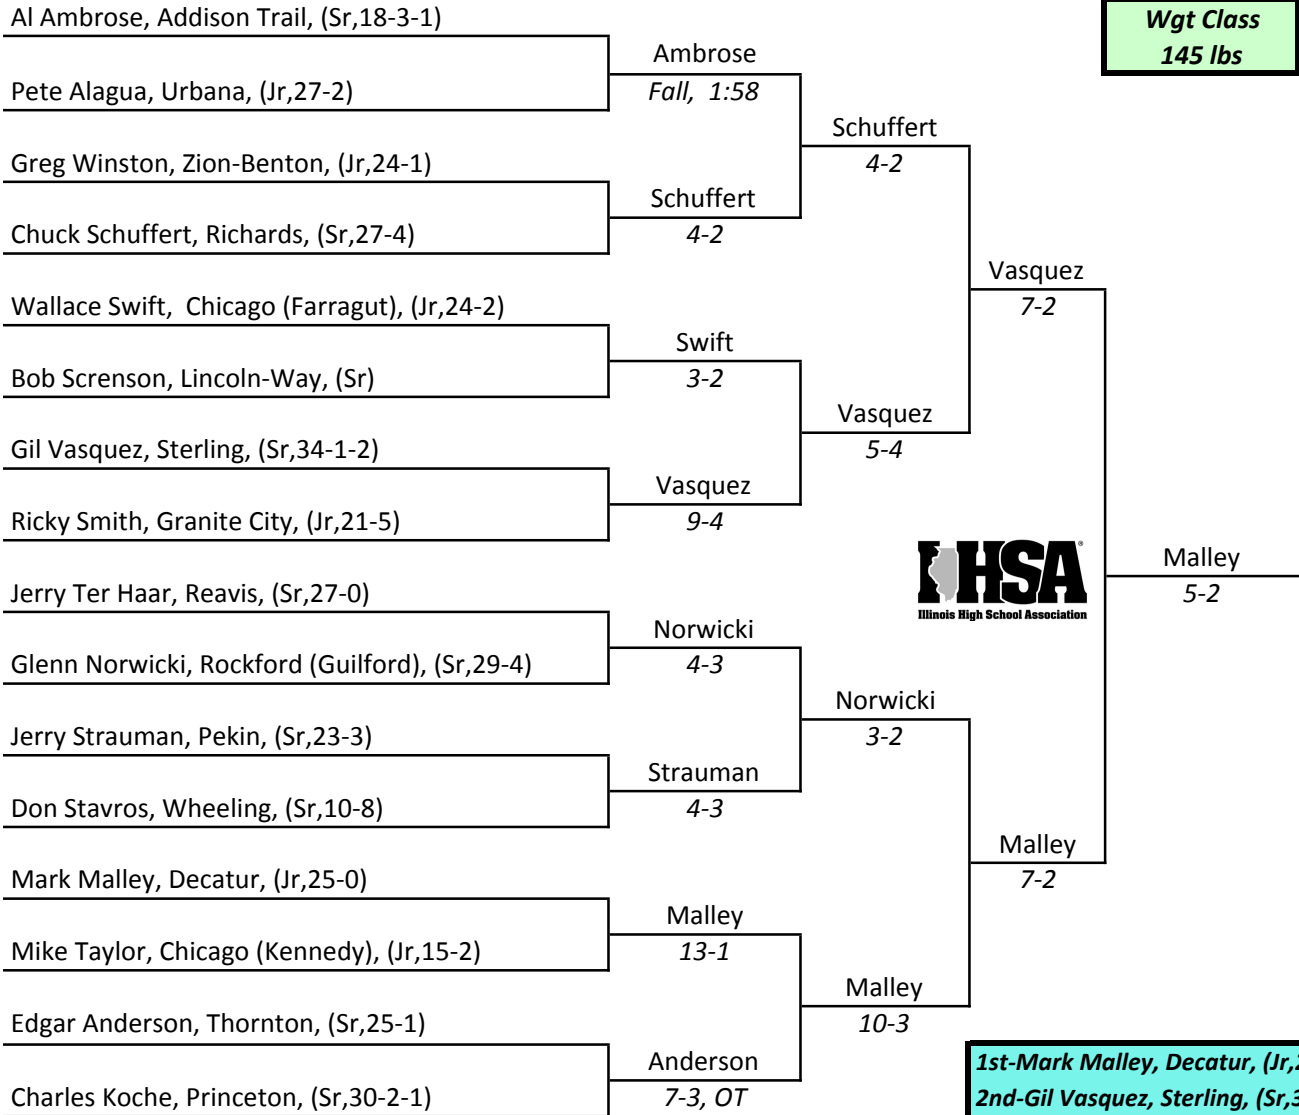 Al Ambrose, Addison Trail, (Sr,18-3-1)
Wgt Class
145 lbs
Ambrose
Pete Alagua, Urbana, (Jr,27-2)
Fall,  1:58
Schuffert
4-2
Greg Winston, Zion-Benton, (Jr,24-1)
Schuffert
4-2
Chuck Schuffert, Richards, (Sr,27-4)
Vasquez
7-2
Wallace Swift,  Chicago (Farragut), (Jr,24-2)
Swift
3-2
Bob Screnson, Lincoln-Way, (Sr)
Vasquez
5-4
Gil Vasquez, Sterling, (Sr,34-1-2)
Vasquez
9-4
Ricky Smith, Granite City, (Jr,21-5)
IHSA®
Illinois High School Association
Malley
5-2
Jerry Ter Haar, Reavis, (Sr,27-0)
Norwicki
4-3
Glenn Norwicki, Rockford (Guilford), (Sr,29-4)
Norwicki
3-2
Jerry Strauman, Pekin, (Sr,23-3)
Strauman
4-3
Don Stavros, Wheeling, (Sr,10-8)
Malley
7-2
Mark Malley, Decatur, (Jr,25-0)
Malley
13-1
Mike Taylor, Chicago (Kennedy), (Jr,15-2)
Malley
10-3
Edgar Anderson, Thornton, (Sr,25-1)
Anderson
7-3, OT
Charles Koche, Princeton, (Sr,30-2-1)
1st-Mark Malley, Decatur, (Jr,2
2nd-Gil Vasquez, Sterling, (Sr,3